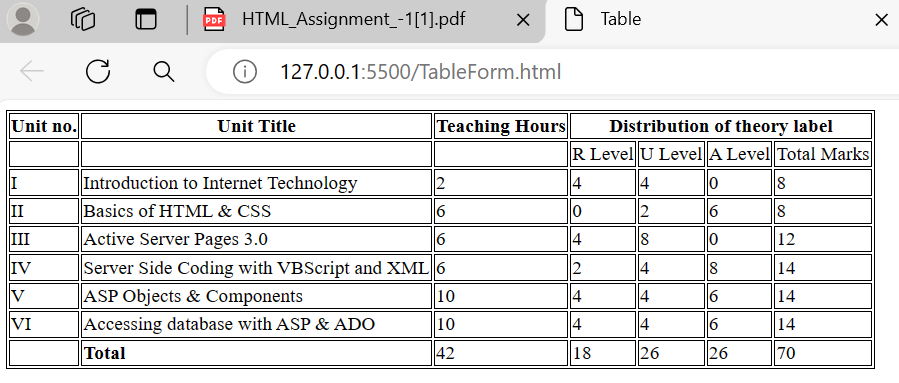 HTML_Assignment_-1[1].pdf Table
127.0.0.1:5500/TableForm.html
Unit no. Unit Title Teaching Hours Distribution of theory label
R Level U Level A Level Total Marks
I Introduction to Internet Technology 2 4 4 0 8
II Basics of HTML & CSS 6 0 2 6 8
III Active Server Pages 3.0 6 4 8 0 12
IV Server Side Coding with VBScript and XML 6 2 4 8 14
V ASP Objects & Components 10 4 4 6 14
VI Accessing database with ASP & ADO 10 4 4 6 14
Total 42 18 26 26 70